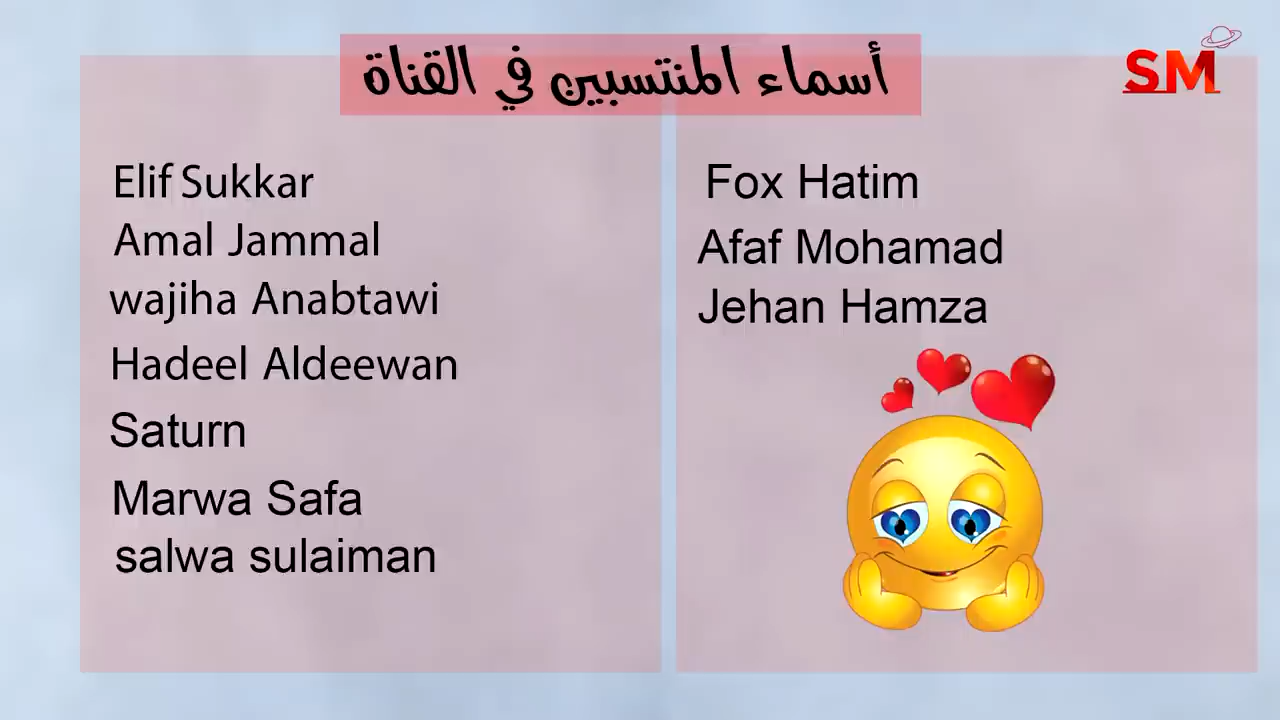 أسماء المنتسبين في القناة
SM
Elif Sukkar
Amal Jammal
wajiha Anabtawi
Hadeel Aldeewan
Saturn
Marwa Safa
salwa sulaiman
Fox Hatim
Afaf Mohamad
Jehan Hamza